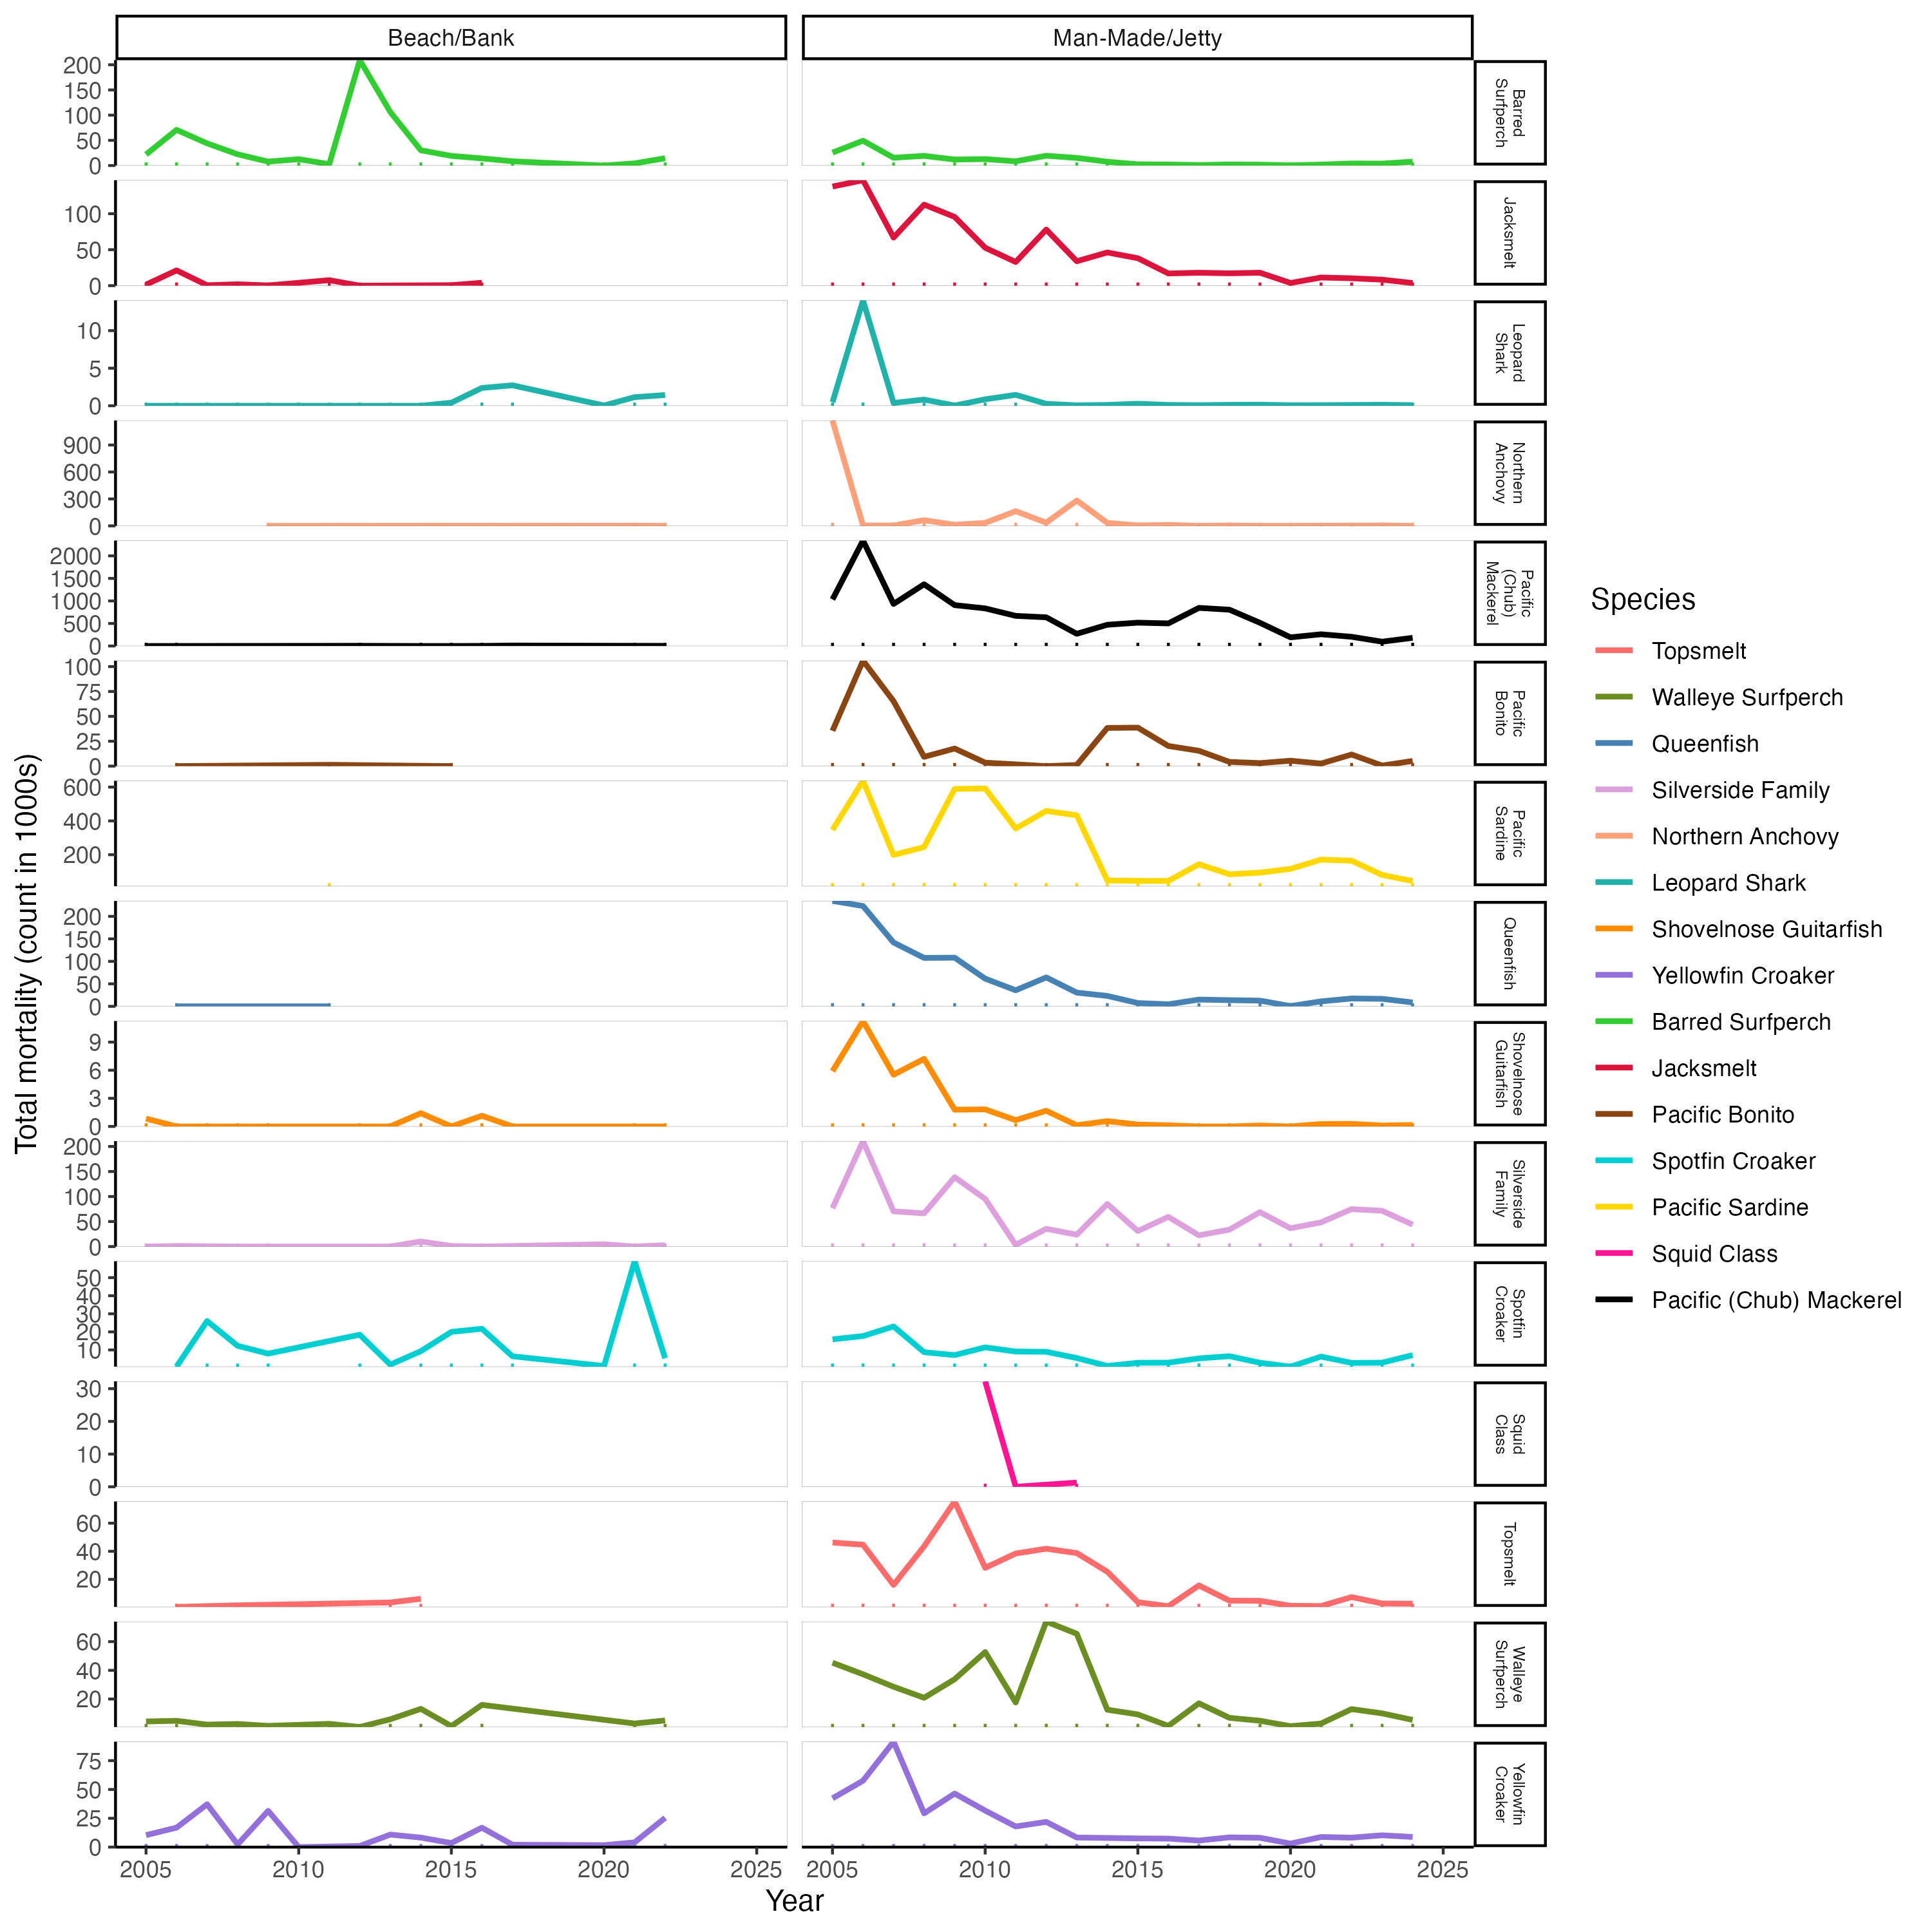 Beach/Bank
Man-Made/Jetty
Total mortality (count in 1000s)
200
150
100
50
0
Barred
Surfperch
100
50
0
Jacksmelt
10
5
0
Leopard
Shark
900
600
300
0
Northern
Anchovy
2000
1500
1000
500
0
Pacific
(Chub)
Mackerel
100
75
50
25
0
Pacific
Bonito
600
400
200
Pacific
Sardine
200
150
100
50
0
Queenfish
9
6
3
0
Shovelnose
Guitarfish
200
150
100
50
0
Silverside
Family
50
40
30
20
10
Spotfin
Croaker
30
20
10
0
Squid
Class
60
40
20
Topsmelt
60
40
20
Walleye
Surfperch
75
50
25
0
Yellowfin
Croaker
2005 2010 2015 2020 2025
2005 2010 2015 2020 2025
Year
Species
Topsmelt
Walleye Surfperch
Queenfish
Silverside Family
Northern Anchovy
Leopard Shark
Shovelnose Guitarfish
Yellowfin Croaker
Barred Surfperch
Jacksmelt
Pacific Bonito
Spotfin Croaker
Pacific Sardine
Squid Class
Pacific (Chub) Mackerel